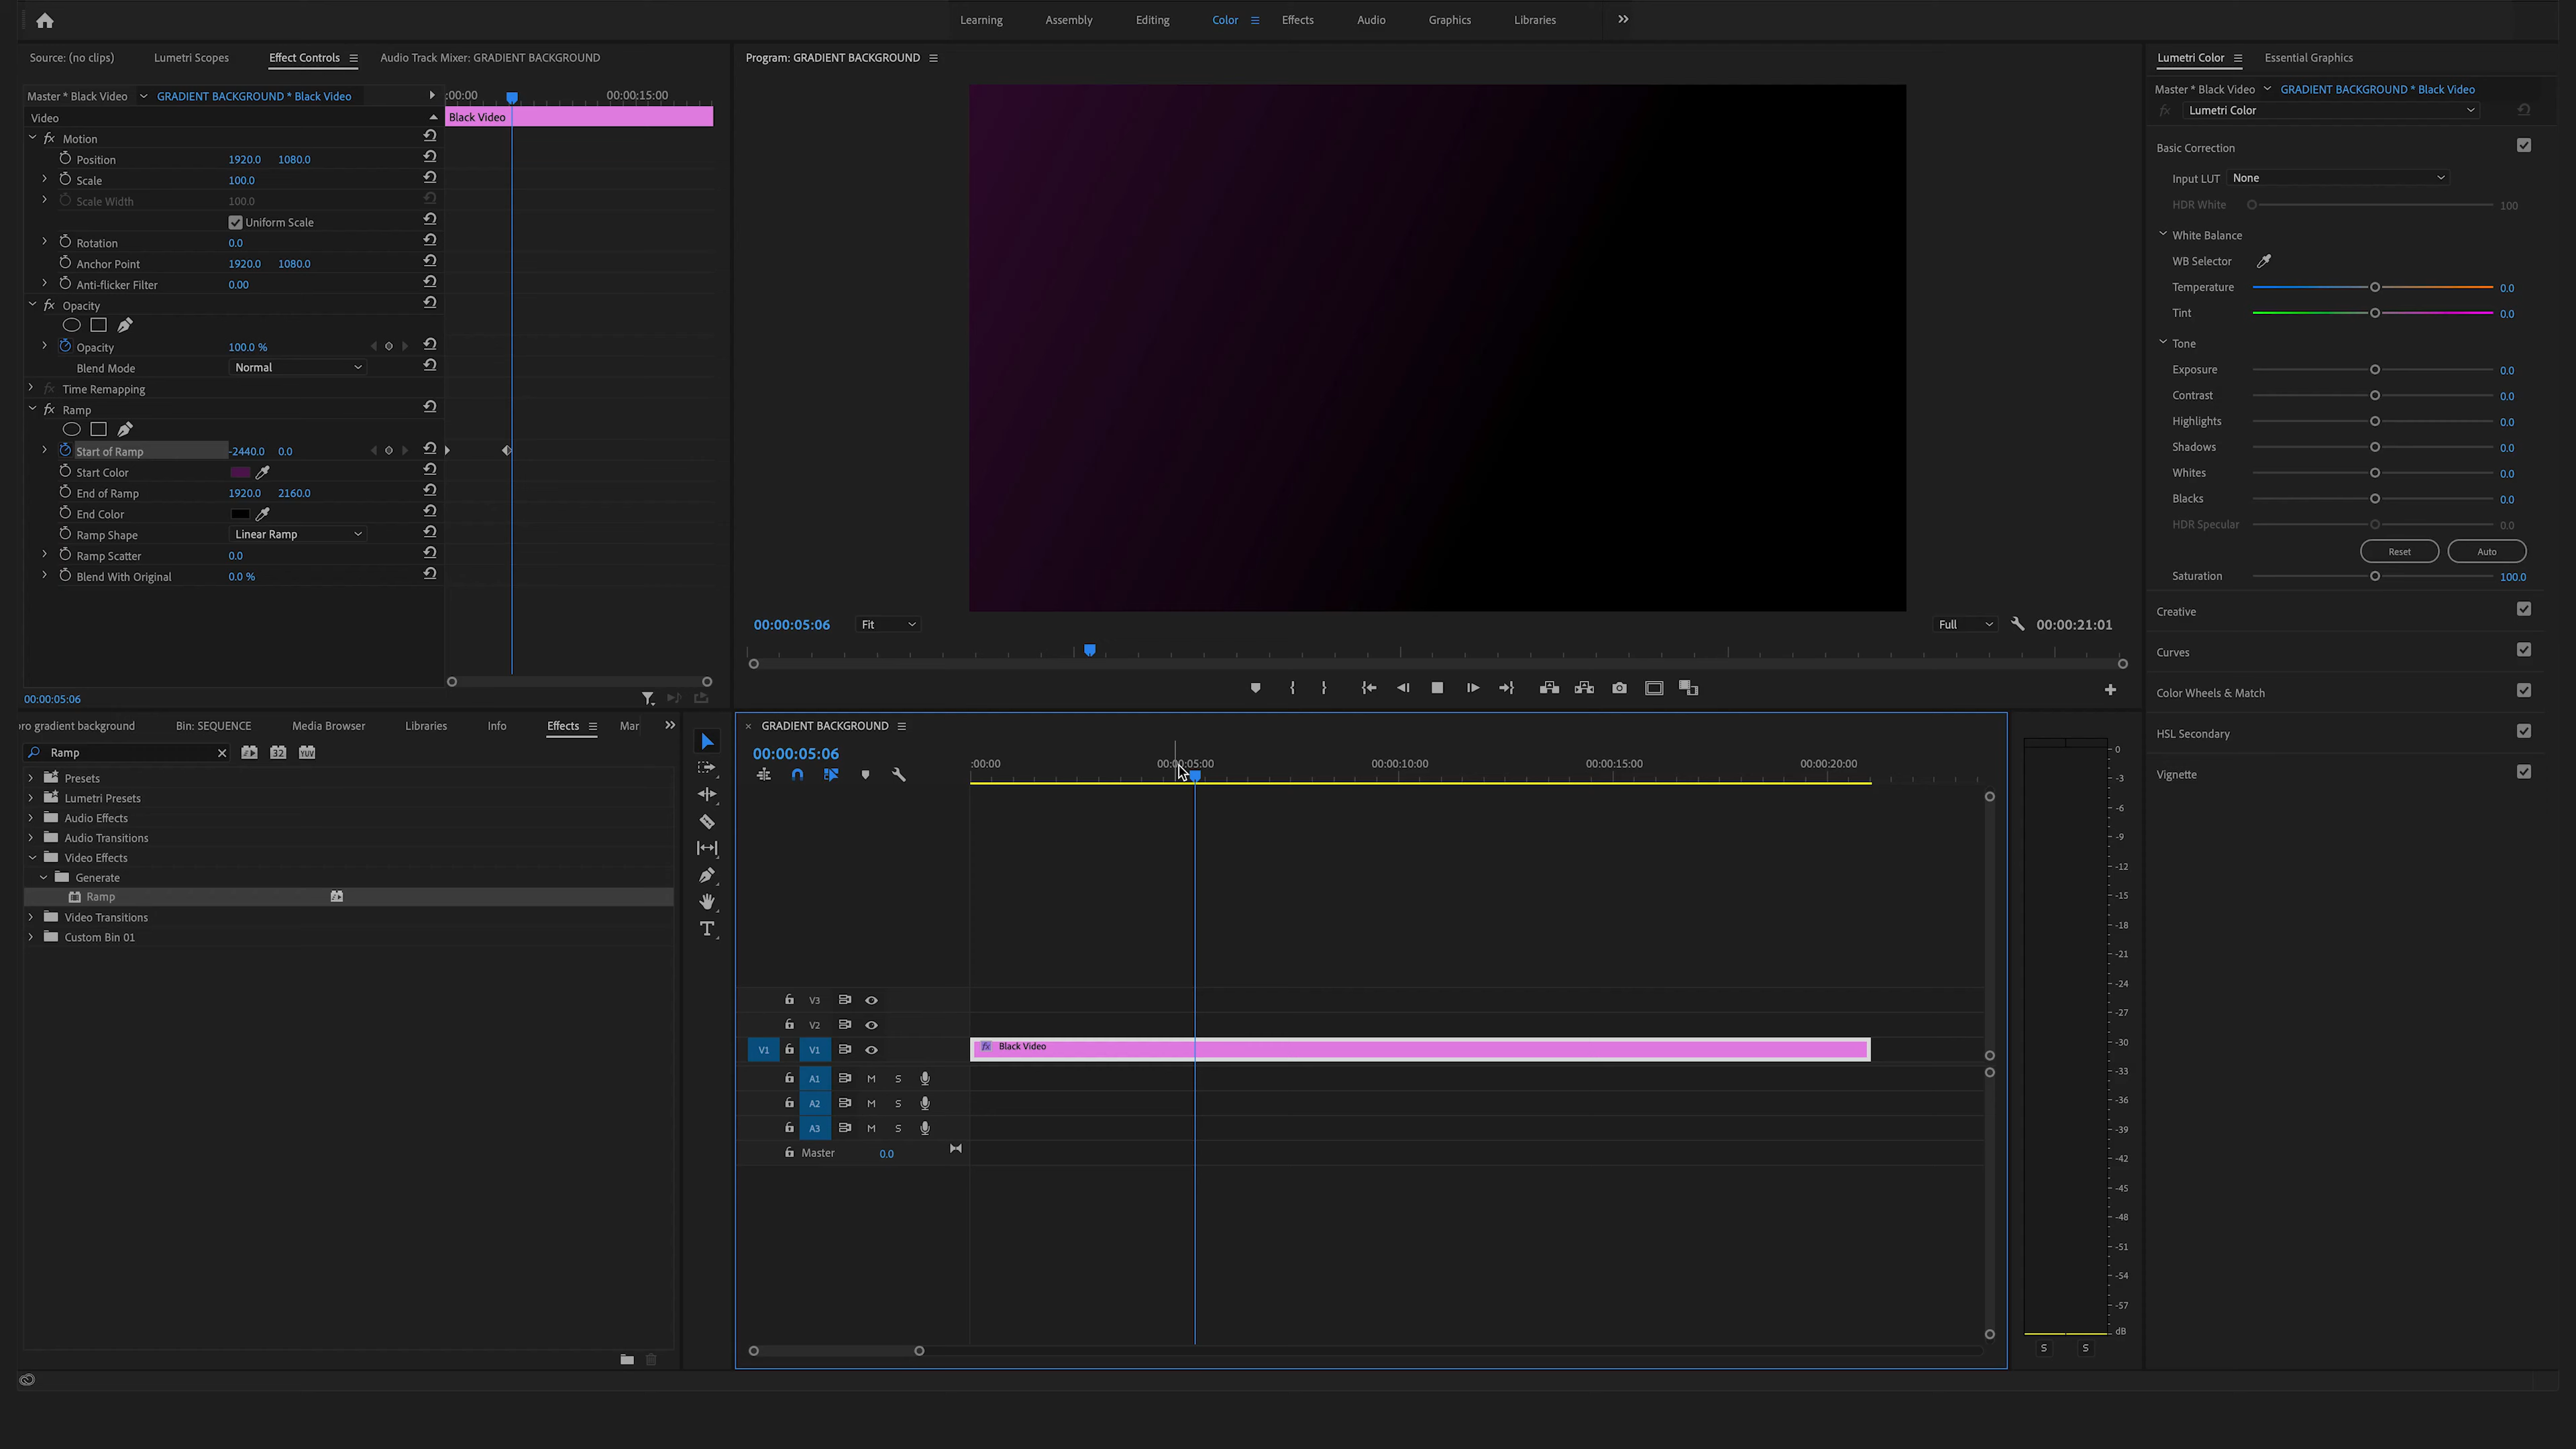 Learning Assembly Editing Color Effects Audio Graphics Libraries
Source: (no clips) Lumetri Scopes Effect Controls Audio Track Mixer: GRADIENT BACKGROUND
Master * Black Video GRADIENT BACKGROUND * Black Video
:00:00 00:00:15:00
Video
Black Video
Motion
Position 1920.0 1080.0
Scale 100.0
Scale Width 100.0
Uniform Scale
Rotation 0.0
Anchor Point 1920.0 1080.0
Anti-flicker Filter 0.00
Opacity
Opacity 100.0 %
Blend Mode Normal
Time Remapping
Ramp
Start of Ramp -2440.0 0.0
Start Color
End of Ramp 1920.0 2160.0
End Color
Ramp Shape Linear Ramp
Ramp Scatter 0.0
Blend With Original 0.0 %
00:00:05:06
Program: GRADIENT BACKGROUND
00:00:05:06 Fit Full 00:00:21:01
Lumetri Color Essential Graphics
Master * Black Video GRADIENT BACKGROUND * Black Video
fx Lumetri Color
Basic Correction
Input LUT None
HDR White 100
White Balance
WB Selector
Temperature 0.0
Tint 0.0
Tone
Exposure 0.0
Contrast 0.0
Highlights 0.0
Shadows 0.0
Whites 0.0
Blacks 0.0
HDR Specular 0.0
Reset Auto
Saturation 100.0
Creative
Curves
Color Wheels & Match
HSL Secondary
Vignette
pro gradient background Bin: SEQUENCE Media Browser Libraries Info Effects Mar
Ramp 32 YUV
Presets
Lumetri Presets
Audio Effects
Audio Transitions
Video Effects
Generate
Ramp
Video Transitions
Custom Bin 01
GRADIENT BACKGROUND
00:00:05:06
:00:00 00:00:05:00 00:00:10:00 00:00:15:00 00:00:20:00
V3
V2
V1 V1 fx Black Video
A1 M S
A2 M S
A3 M S
Master 0.0
0
-3
-6
-9
-12
-15
-18
-21
-24
-27
-30
-33
-36
-39
-42
-45
-48
-51
-54
-57
dB
S S